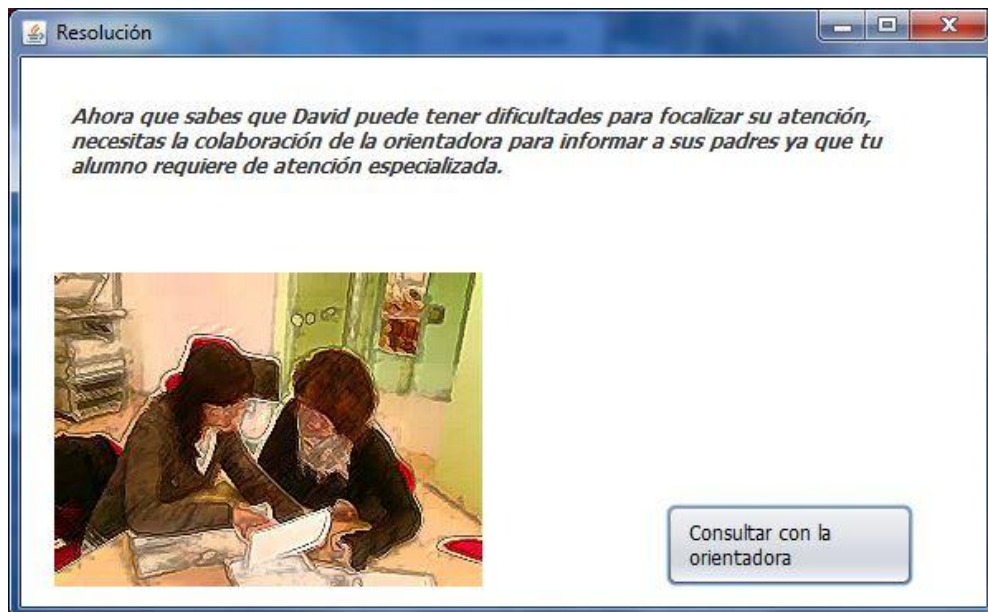 Resolución
Ahora que sabes que David puede tener dificultades para focalizar su atención,
necesitas la colaboración de la orientadora para informar a sus padres ya que tu
alumno requiere de atención especializada.
Consultar con la
orientadora